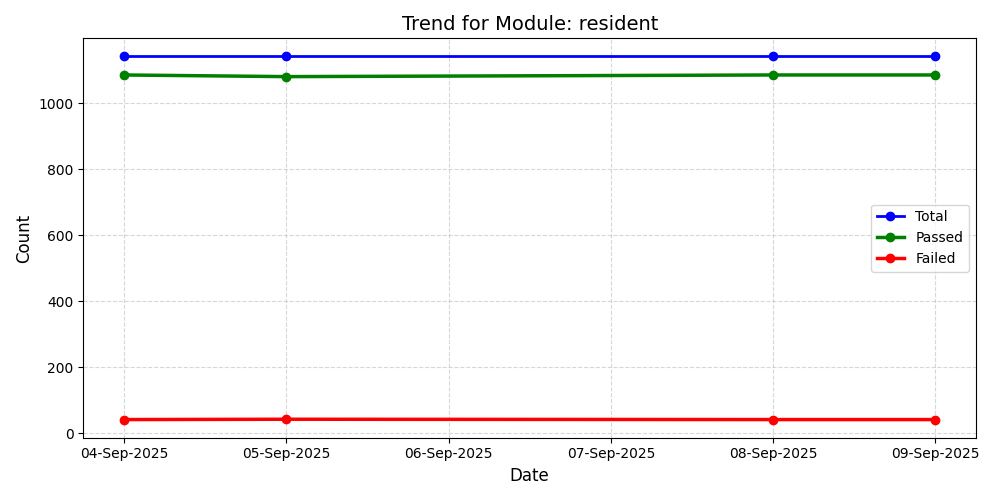 Trend for Module: resident
Count
1000
800
600
400
200
0
Total
Passed
Failed
04-Sep-2025 05-Sep-2025 06-Sep-2025 07-Sep-2025 08-Sep-2025 09-Sep-2025
Date